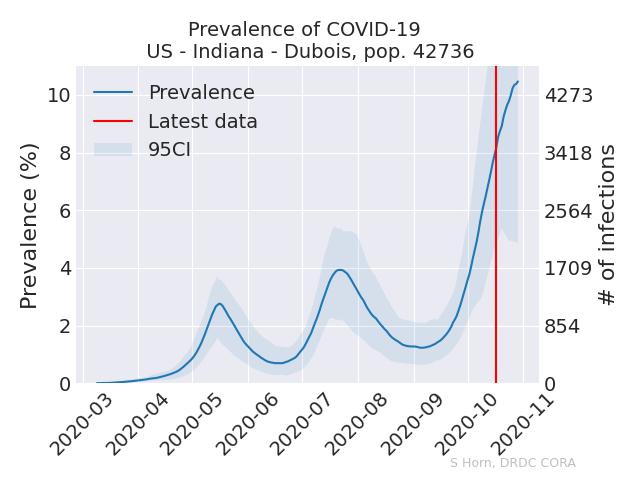 Prevalence of COVID-19
US - Indiana - Dubois, pop. 42736
Prevalence
Latest data
95CI
Prevalence (%)
10
8
6
4
2
0
4273
3418
2564
1709
854
0
# of infections
2020-03
2020-04
2020-05
2020-06
2020-07
2020-08
2020-09
2020-10
2020-11
S Horn, DRDC CORA